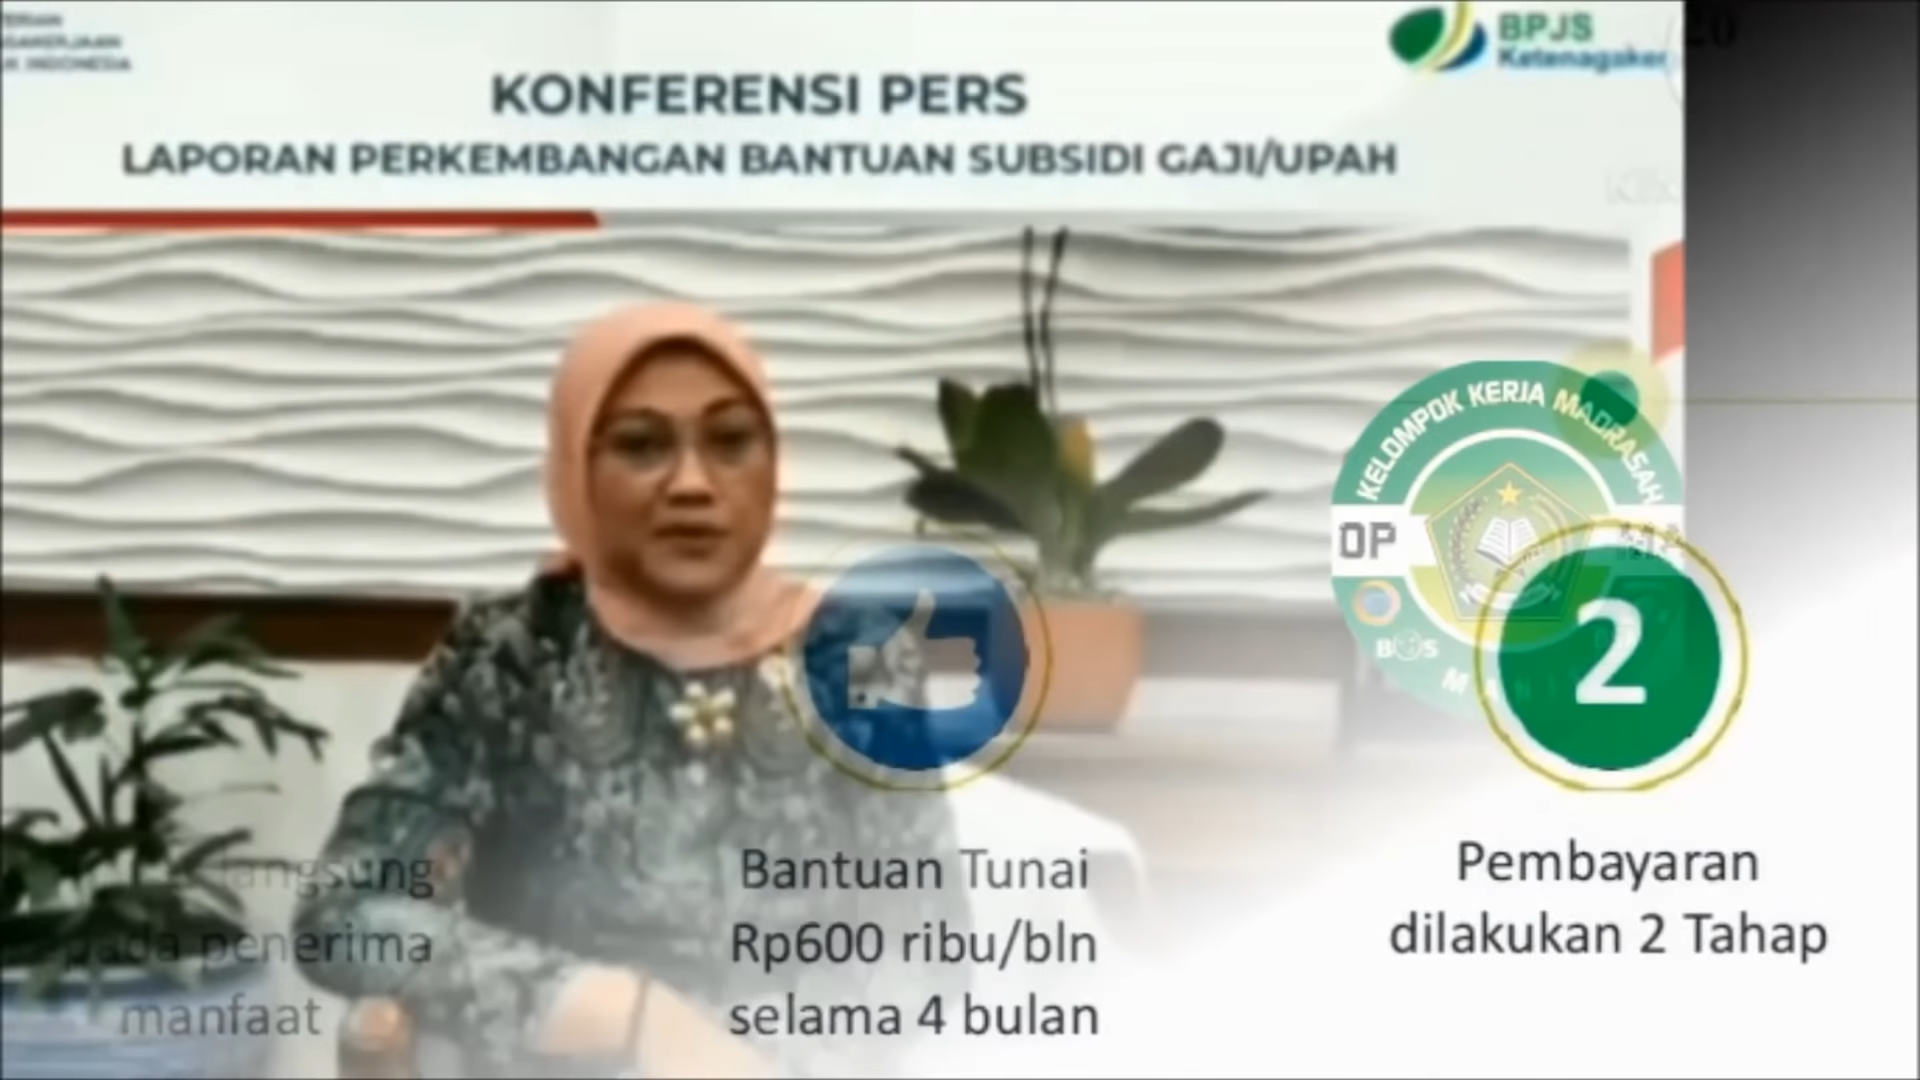 BPJS
KONFERENSI PERS
LAPORAN PERKEMBANGAN BANTUAN SUBSIDI GAJI/UPAH
KELOMPOK KERJA MADRASAH
OP
2
langsung
penerima
manfaat
Bantuan Tunai
Rp600 ribu/bln
selama 4 bulan
Pembayaran
dilakukan 2 Tahap